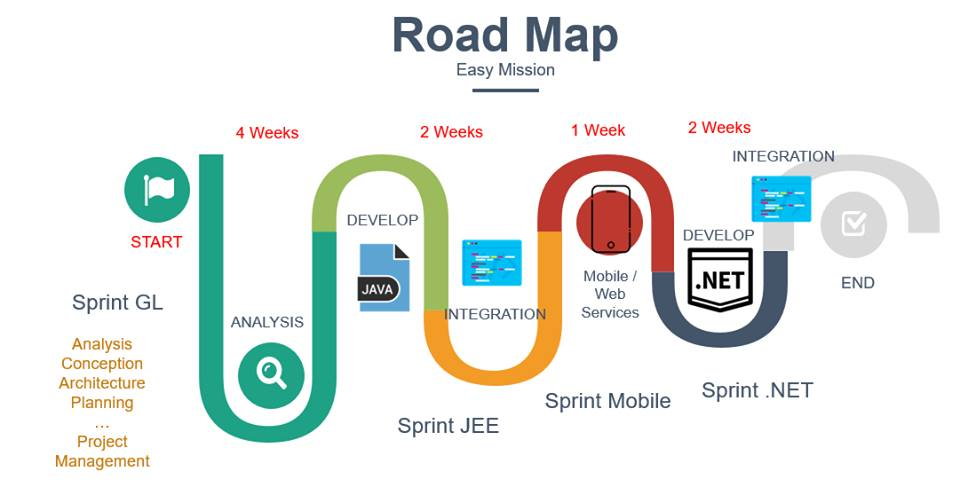 Road Map
Easy Mission
4 Weeks
2 Weeks
1 Week
2 Weeks
START
Sprint GL
Analysis
Conception
Architecture
Planning
...
Project
Management
ANALYSIS
DEVELOP
JAVA
INTEGRATION
Sprint JEE
Mobile /
Web
Services
Sprint Mobile
DEVELOP
.NET
INTEGRATION
Sprint .NET
END